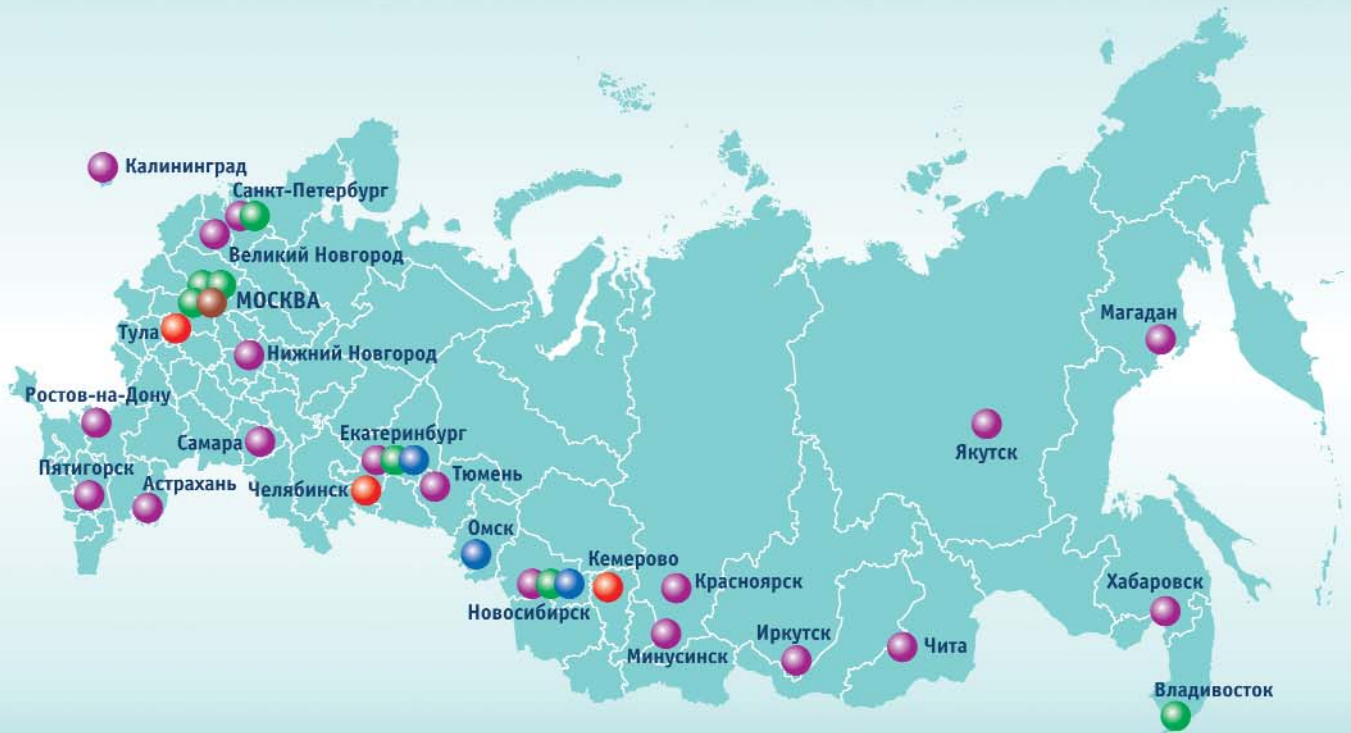 Калининград
Санкт-Петербург
Великий Новгород
МОСКВА
Тула
Нижний Новгород
Ростов-на-Дону
Самара
Екатеринбург
Пятигорск
Астрахань
Челябинск
Тюмень
Омск
Кемерово
Новосибирск
Красноярск
Минусинск
Иркутск
Чита
Якутск
Магадан
Хабаровск
Владивосток